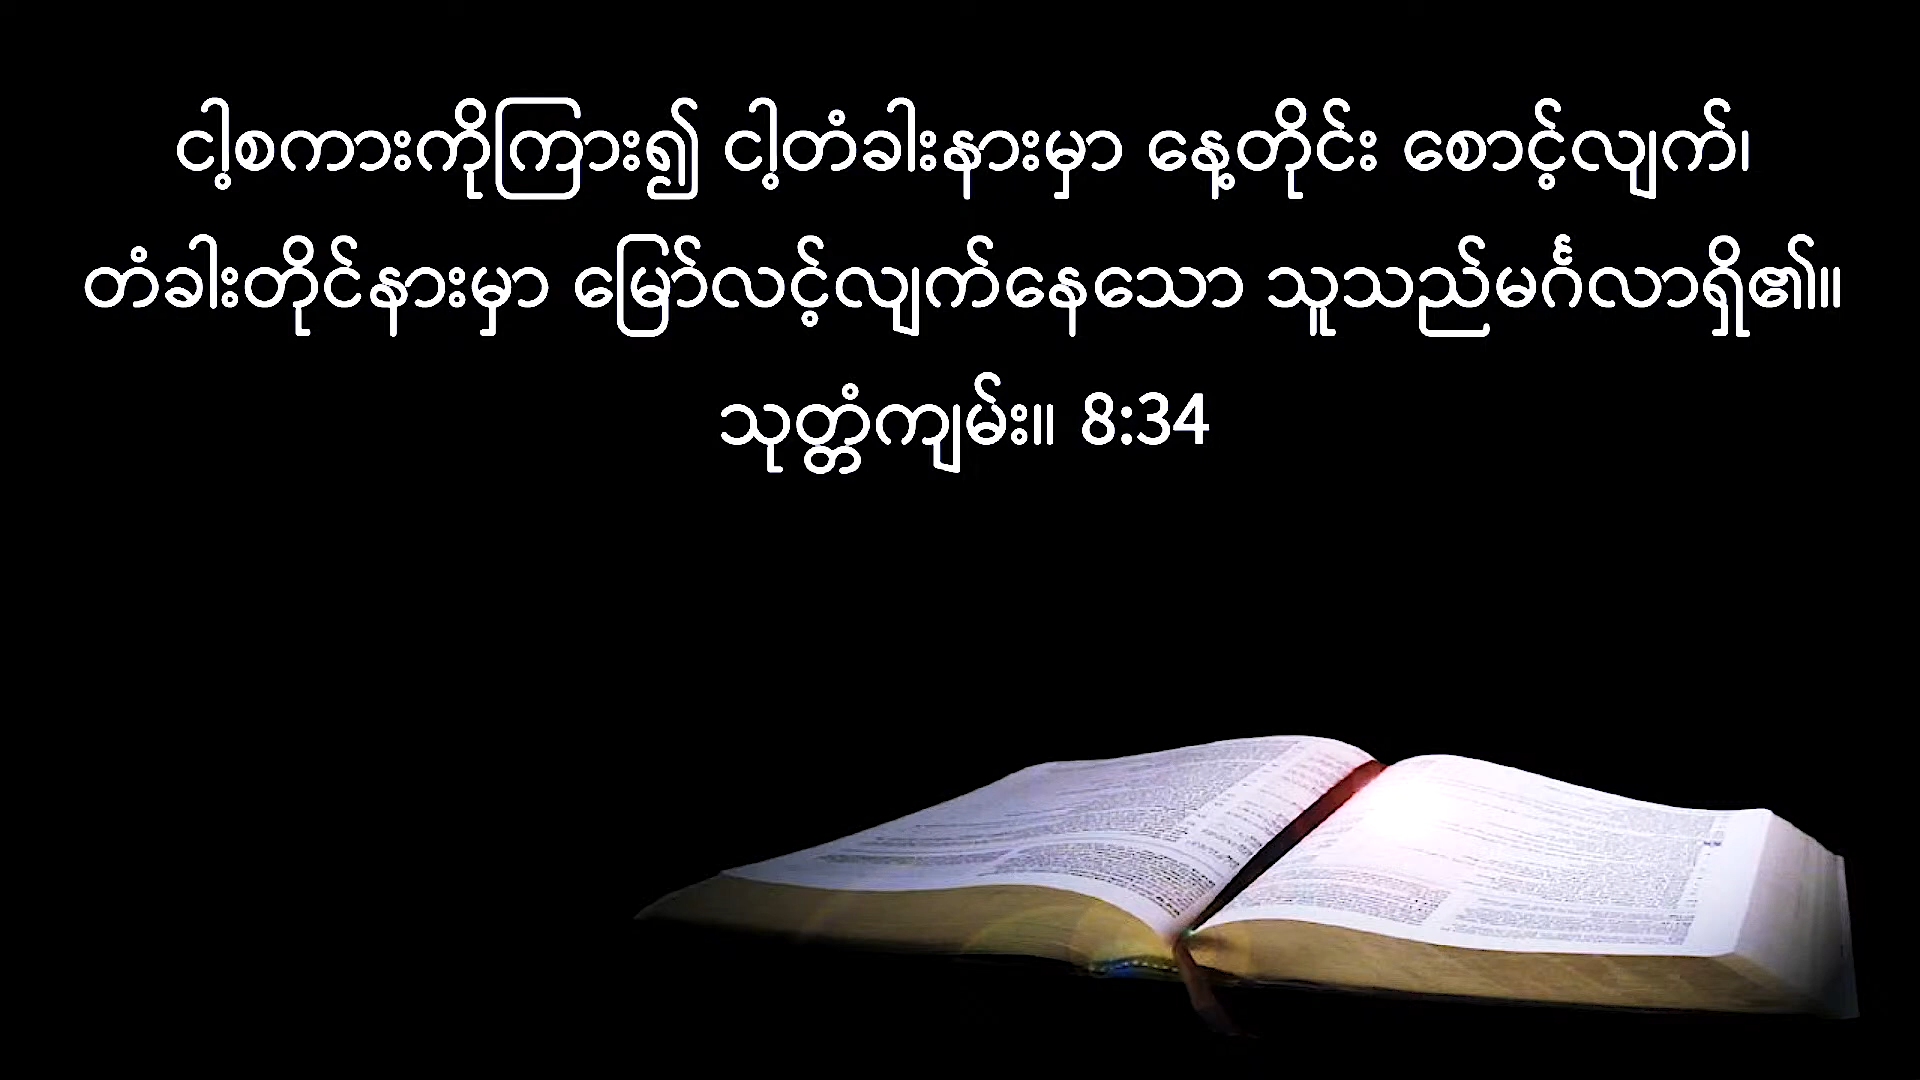 ငါ့စကားကိုကြား၍ ငါ့တံခါးနားမှာ နေ့တိုင်း စောင့်လျက်၊
တံခါးတိုင်နားမှာ မြော်လင့်လျက်နေသော သူသည်မင်္ဂလာရှိ၏။
သုတ္တံကျမ်း။ 8:34